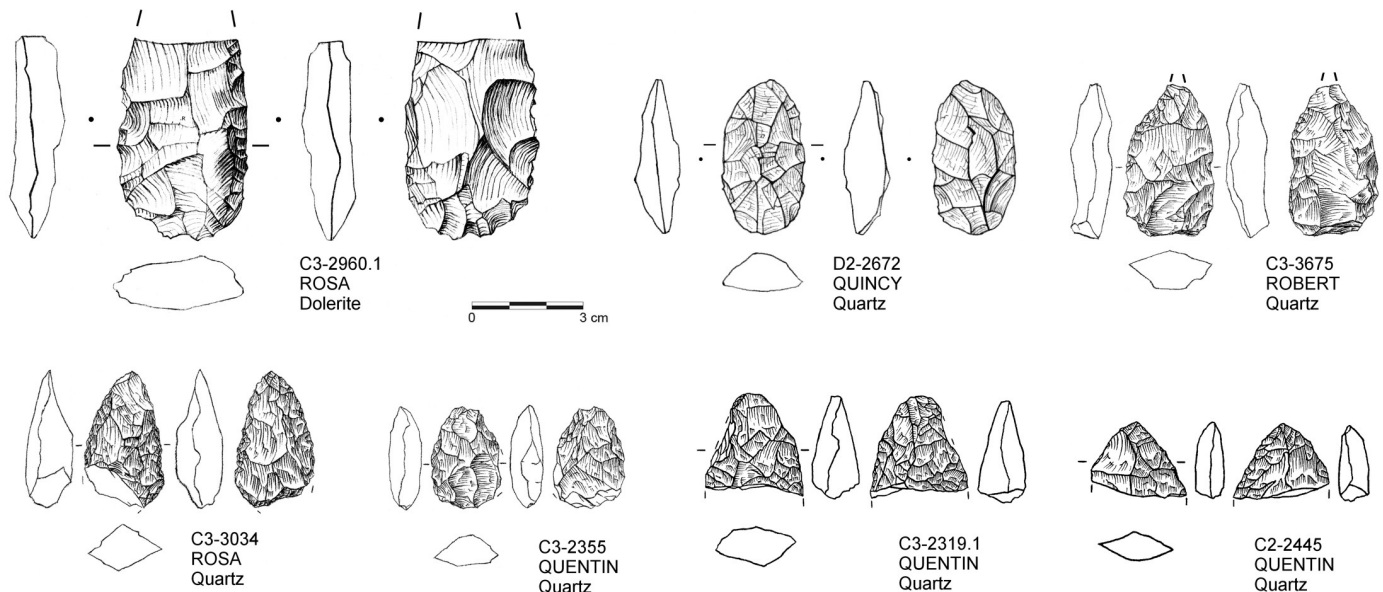 C3-2960.1
ROSA
Dolerite
0 3 cm
D2-2672
QUINCY
Quartz
C3-3675
ROBERT
Quartz
C3-3034
ROSA
Quartz
C3-2355
QUENTIN
Quartz
C3-2319.1
QUENTIN
Quartz
C2-2445
QUENTIN
Quartz